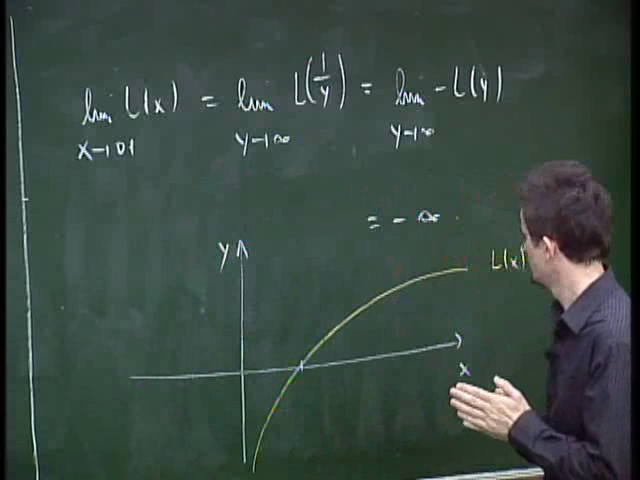 lim L(x) = lim L(1/y) = lim -L(y)
x→0+ y→∞ y→∞
= -∞
y
L(x)
x